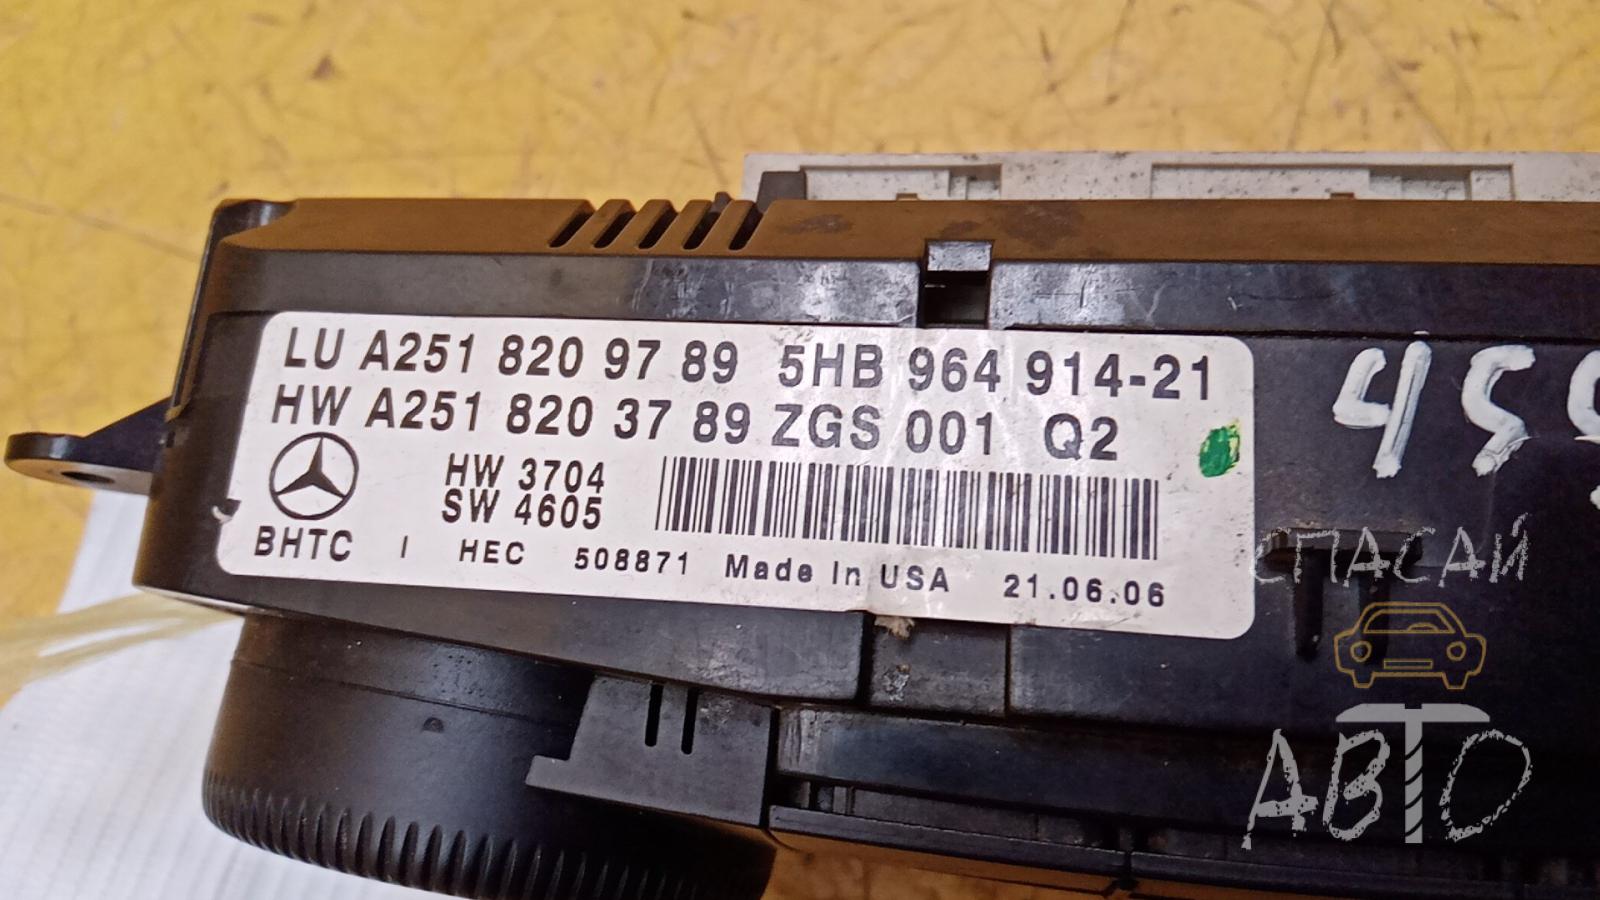 LU A251 820 97 89 5HB 964 914-21
HW A251 820 37 89 ZGS 001 Q2
HW 3704
SW 4605
BHTC I HEC 508871 Made in USA 21.06.06
СПАСАЙ
АВТО